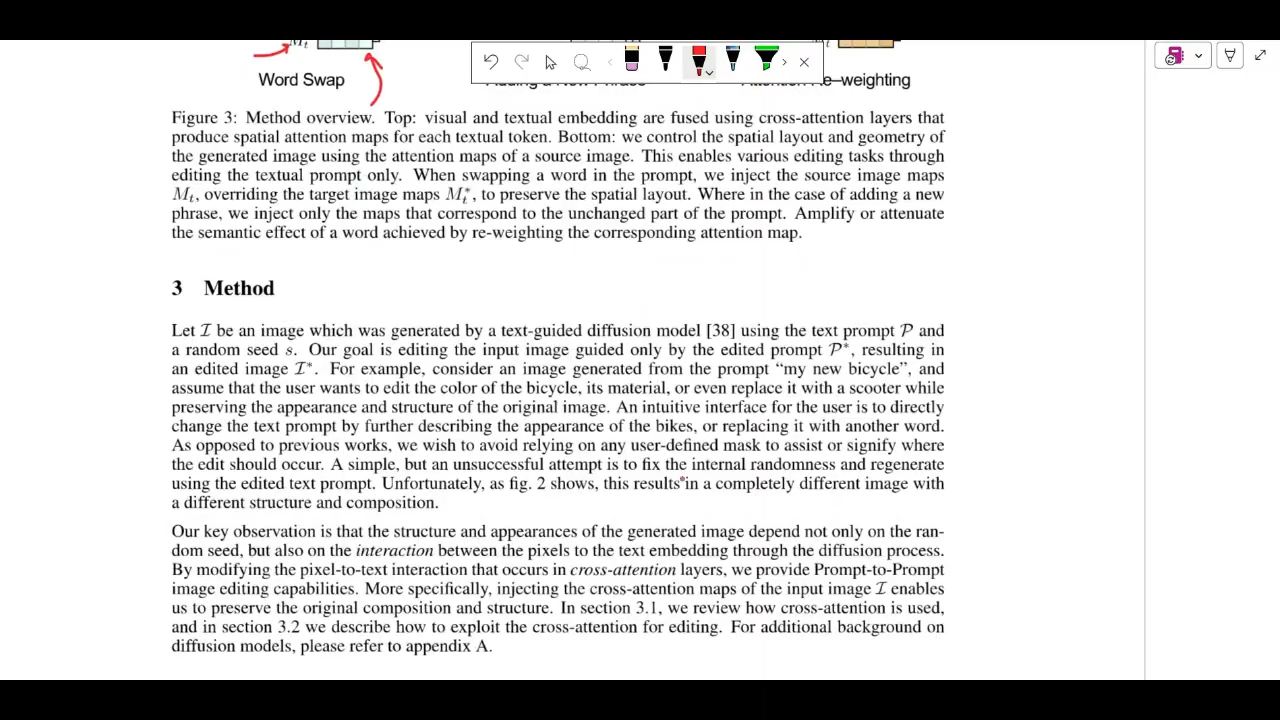 Word Swap
Figure 3: Method overview. Top: visual and textual embedding are fused using cross-attention layers that
produce spatial attention maps for each textual token. Bottom: we control the spatial layout and geometry of
the generated image using the attention maps of a source image. This enables various editing tasks through
editing the textual prompt only. When swapping a word in the prompt, we inject the source image maps
M_t, overriding the target image maps M_t^*, to preserve the spatial layout. Where in the case of adding a new
phrase, we inject only the maps that correspond to the unchanged part of the prompt. Amplify or attenuate
the semantic effect of a word achieved by re-weighting the corresponding attention map.
3 Method
Let ℐ be an image which was generated by a text-guided diffusion model [38] using the text prompt 𝒫 and
a random seed s. Our goal is editing the input image guided only by the edited prompt 𝒫*, resulting in
an edited image ℐ*. For example, consider an image generated from the prompt “my new bicycle”, and
assume that the user wants to edit the color of the bicycle, its material, or even replace it with a scooter while
preserving the appearance and structure of the original image. An intuitive interface for the user is to directly
change the text prompt by further describing the appearance of the bikes, or replacing it with another word.
As opposed to previous works, we wish to avoid relying on any user-defined mask to assist or signify where
the edit should occur. A simple, but an unsuccessful attempt is to fix the internal randomness and regenerate
using the edited text prompt. Unfortunately, as fig. 2 shows, this results in a completely different image with
a different structure and composition.
Our key observation is that the structure and appearances of the generated image depend not only on the ran-
dom seed, but also on the interaction between the pixels to the text embedding through the diffusion process.
By modifying the pixel-to-text interaction that occurs in cross-attention layers, we provide Prompt-to-Prompt
image editing capabilities. More specifically, injecting the cross-attention maps of the input image ℐ enables
us to preserve the original composition and structure. In section 3.1, we review how cross-attention is used,
and in section 3.2 we describe how to exploit the cross-attention for editing. For additional background on
diffusion models, please refer to appendix A.